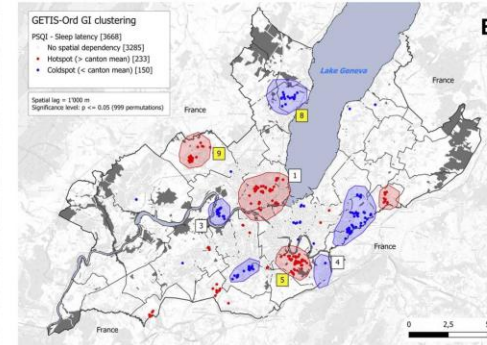 GETIS-Ord GI clustering
PSQI - Sleep latency [3668]
No spatial dependency [3285]
Hotspot (> canton mean) [233]
Coldspot (< canton mean) [150]
Spatial lag = 1'000 m
Significance level: p <= 0.05 (999 permutations)
Lake Geneva
France
France
8
9
1
3
France
4
5
France
0
2,5